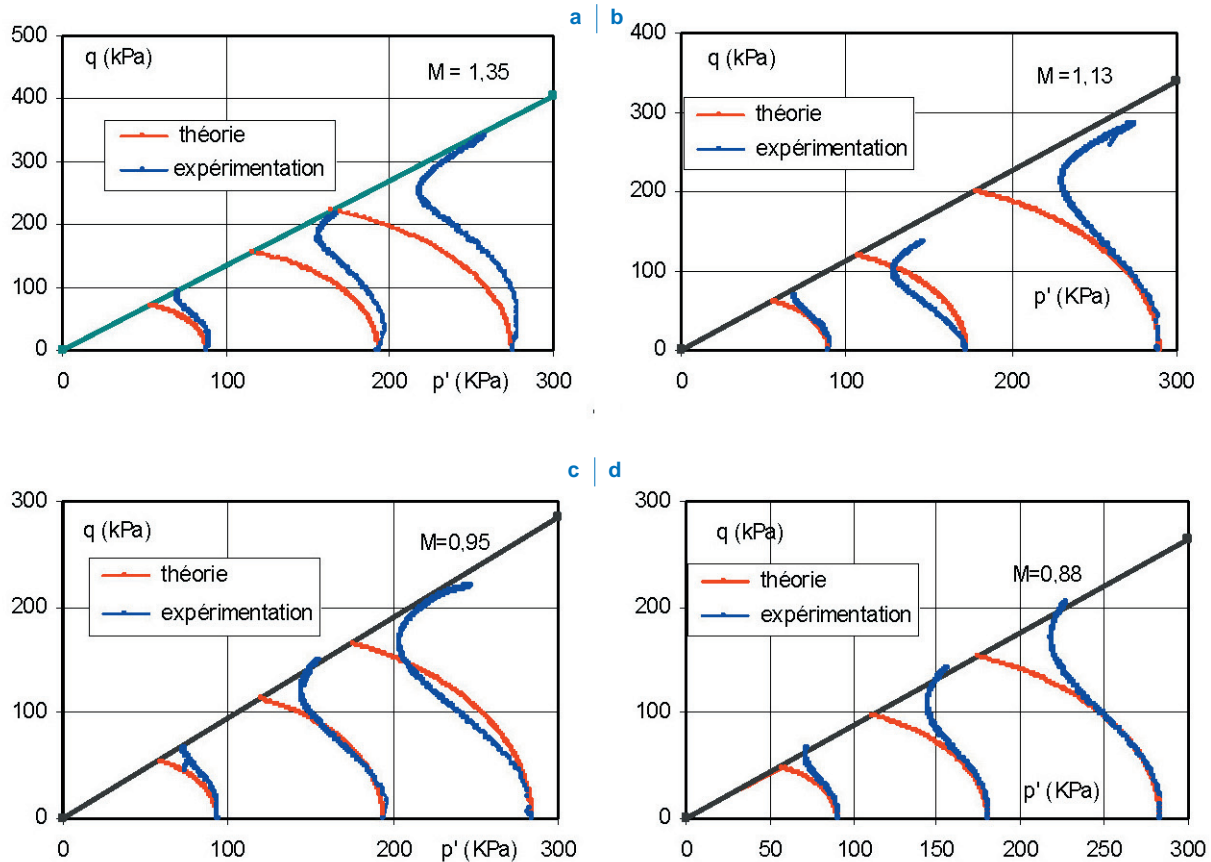 a b
500
400
300
200
100
0
q (kPa)
M = 1,35
théorie
expérimentation
0 100 200 p' (KPa) 300
400
300
200
100
0
q (kPa)
M =1,13
théorie
expérimentation
p' (KPa)
0 100 200 300
c d
300
200
100
0
q (kPa)
M=0,95
théorie
expérimentation
0 100 200 p' (KPa) 300
300
200
100
0
q (kPa)
M=0,88
théorie
expérimentation
p' (KPa)
0 50 100 150 200 250 300